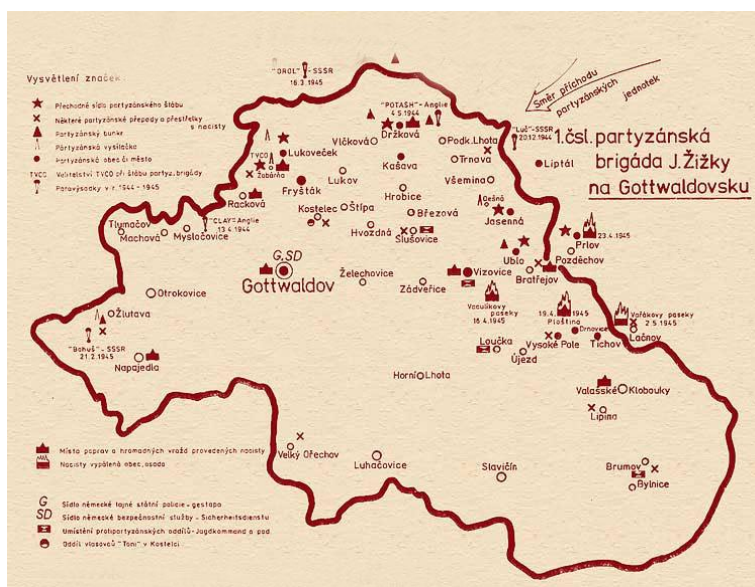 Vysvětlení značek
Přechodné sídlo partyzánského štábu
Některé partyzánské přepady a přestřelky
s nacisty
Partyzánský bunkr
Partyzánská vysílačka
Partyzánská obec či město
TVCO Velitelství TVCO při štábu partyz. brigády
Paravýsadky v r. 1944 - 1945
"OROL" - SSSR
16.3.1945
"POTASH" - Anglie
4.5.1944
"Luč" - SSSR
20.12.1944
Směr příchodu
partyzánských jednotek
1.čsl. partyzánská
brigáda J.Žižky
na Gottwaldovsku
Držková
Vlčková
Podk. Lhota
Trnava
Liptál
TVCO
Lukoveček
Žabárna
Kašava
Všemina
Fryšták
Lukov
Racková
Hrobice
Kostelec
Štípa
Březová
Dešná
Jasenná
Tlumačov
Machová
Mysločovice
"CLAY" - Anglie
13.4.1944
Hvozdná
Slušovice
Prlov
23.4.1945
Ublo
Pozděchov
G, SD
Gottwaldov
Želechovice
Zádveřice
Vizovice
Bratřejov
Otrokovice
Vaculíkovy
paseky
16.4.1945
19.4.1945
Ploština
Drnovice
Vařákovy paseky
2.5.1945
Žlutava
Loučka
Vysoké Pole
Tichov
Lačnov
"Bohuš" - SSSR
21.2.1945
Újezd
Napajedla
Horní Lhota
Valašské Klobouky
Lipina
Velký Ořechov
Luhačovice
Slavičín
Brumov
Bylnice
Místa poprav a hromadných vražd provedených nacisty
Nacisty vypálená obec, osada
G Sídlo německé tajné státní policie - gestapa
SD Sídlo německé bezpečnostní služby - Sicherheitsdienstu
Umístění protipartyzánských oddílů - Jagdkommand a pod.
Oddíl vlasovců "Toni" v Kostelci